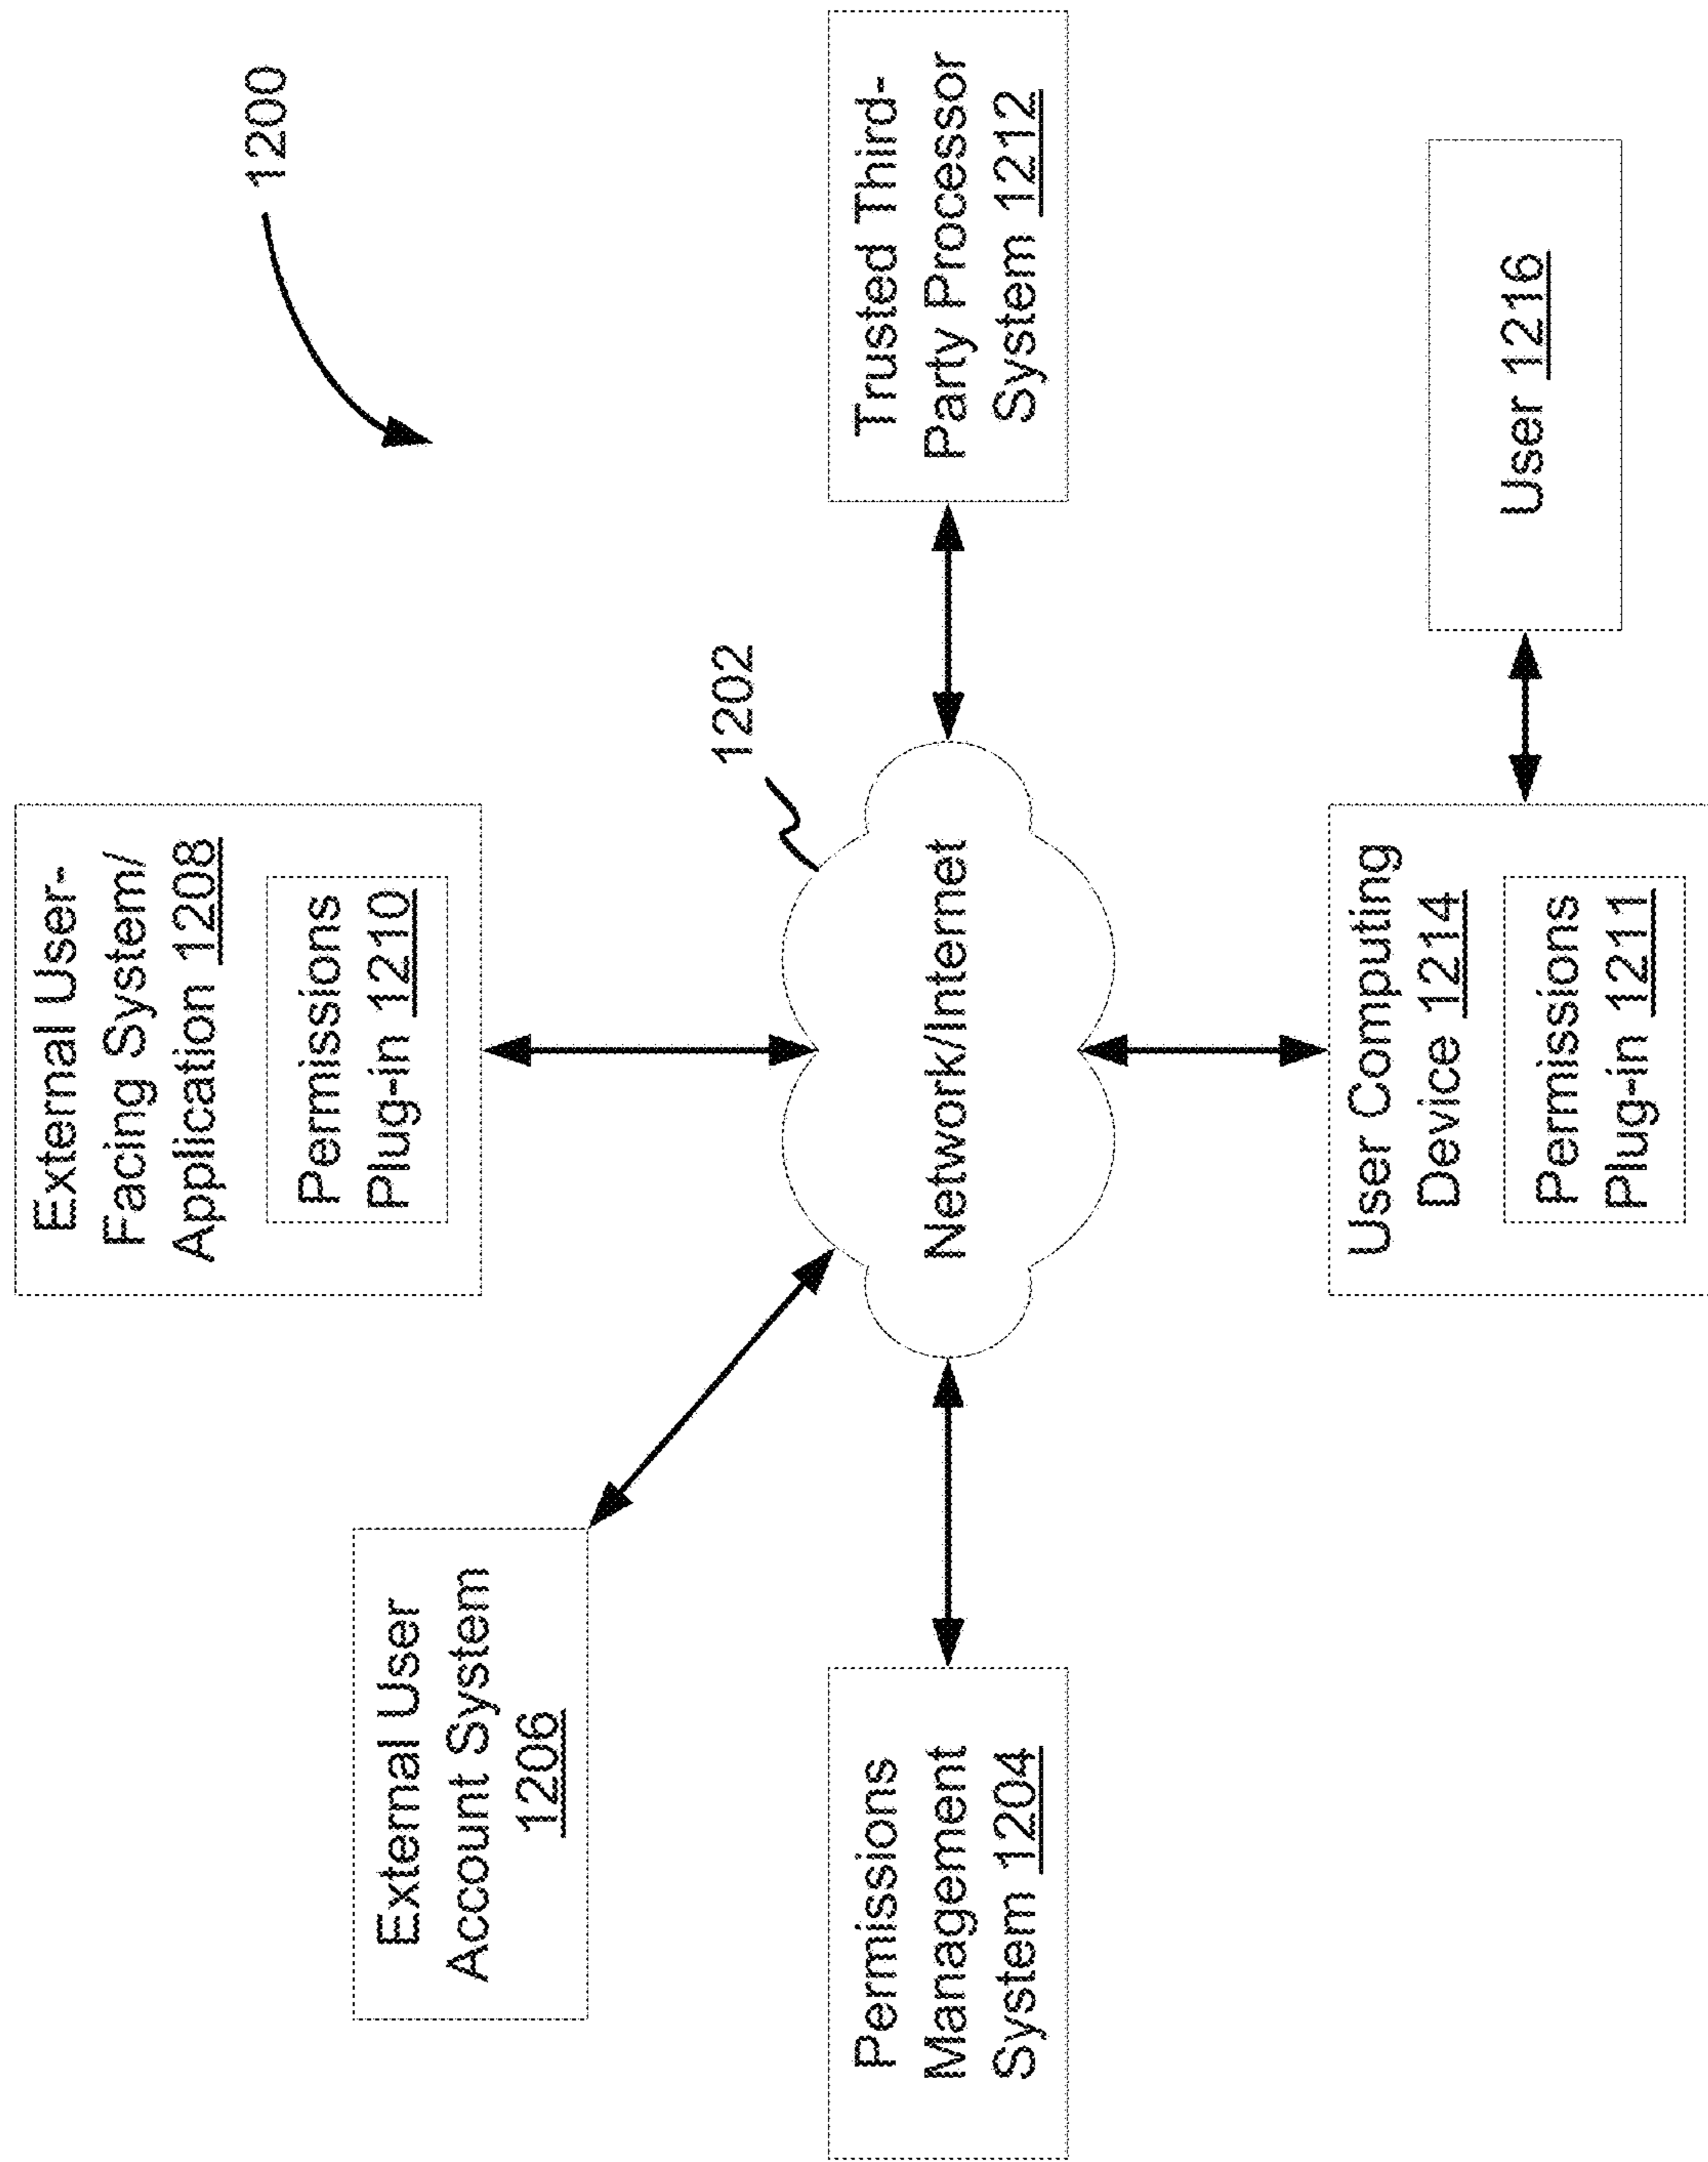 1200
External User-
Facing System/
Application 1208
Permissions
Plug-in 1210
External User
Account System
1206
1202
Permissions
Management
System 1204
Network/Internet
Trusted Third-
Party Processor
System 1212
User Computing
Device 1214
Permissions
Plug-in 1211
User 1216